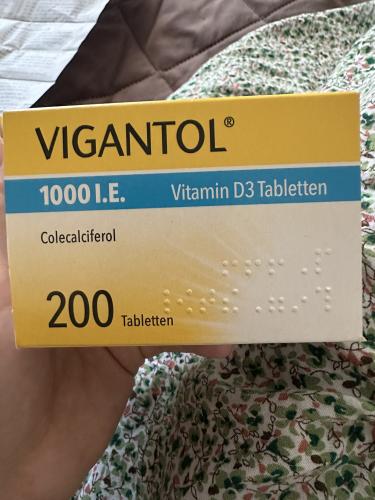 VIGANTOL®
1000 I.E. Vitamin D3 Tabletten
Colecalciferol
200 Tabletten